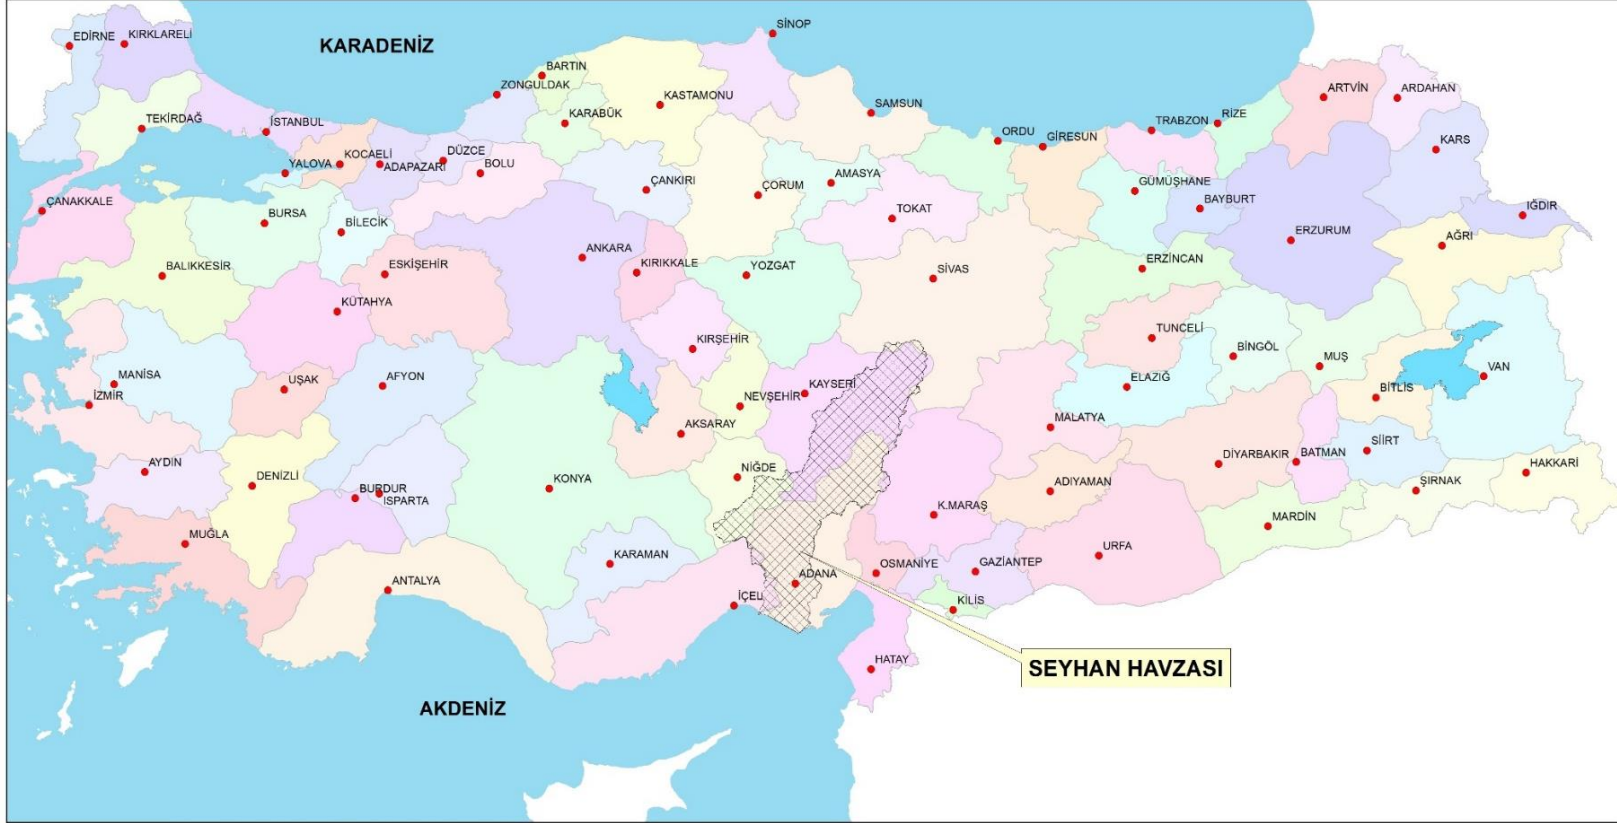 SİNOP
EDİRNE
KIRKLARELİ
KARADENİZ
BARTIN
ZONGULDAK
KASTAMONU
KARABÜK
SAMSUN
ARTVİN
ARDAHAN
TEKİRDAĞ
İSTANBUL
ORDU
GİRESUN
TRABZON
RİZE
KARS
YALOVA
KOCAELİ
ADAPAZARI
DÜZCE
BOLU
ÇANKIRI
ÇORUM
AMASYA
GÜMÜŞHANE
BAYBURT
ÇANAKKALE
BURSA
BİLECİK
TOKAT
IĞDIR
ANKARA
ERZURUM
AĞRI
BALIKKESİR
ESKİŞEHİR
KIRIKKALE
YOZGAT
SİVAS
ERZİNCAN
KÜTAHYA
TUNCELİ
KIRŞEHİR
BİNGÖL
MUŞ
MANİSA
UŞAK
AFYON
KAYSERİ
ELAZIĞ
VAN
İZMİR
NEVŞEHİR
BİTLİS
AKSARAY
MALATYA
AYDIN
DENİZLİ
NİĞDE
DİYARBAKIR
BATMAN
SİİRT
HAKKARİ
BURDUR
ISPARTA
KONYA
ADIYAMAN
ŞIRNAK
K.MARAŞ
MARDİN
MUĞLA
KARAMAN
URFA
ANTALYA
ADANA
OSMANİYE
GAZİANTEP
İÇEL
KİLİS
HATAY
SEYHAN HAVZASI
AKDENİZ